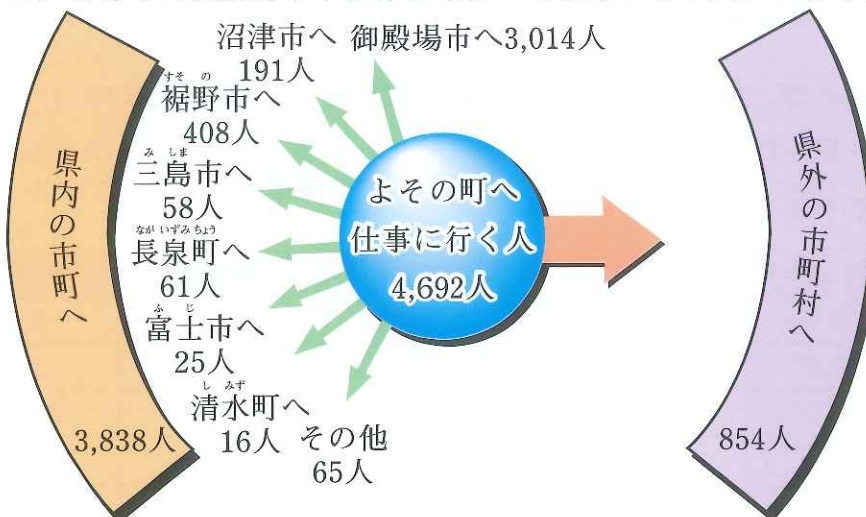 沼津市へ
191人
御殿場市へ3,014人
すその
裾野市へ
408人
みしま
三島市へ
58人
ながいずみちょう
長泉町へ
61人
ふじ
富士市へ
25人
しみず
清水町へ
16人
その他
65人
県内の市町へ
3,838人
よその町へ
仕事に行く人
4,692人
県外の市町村へ
854人